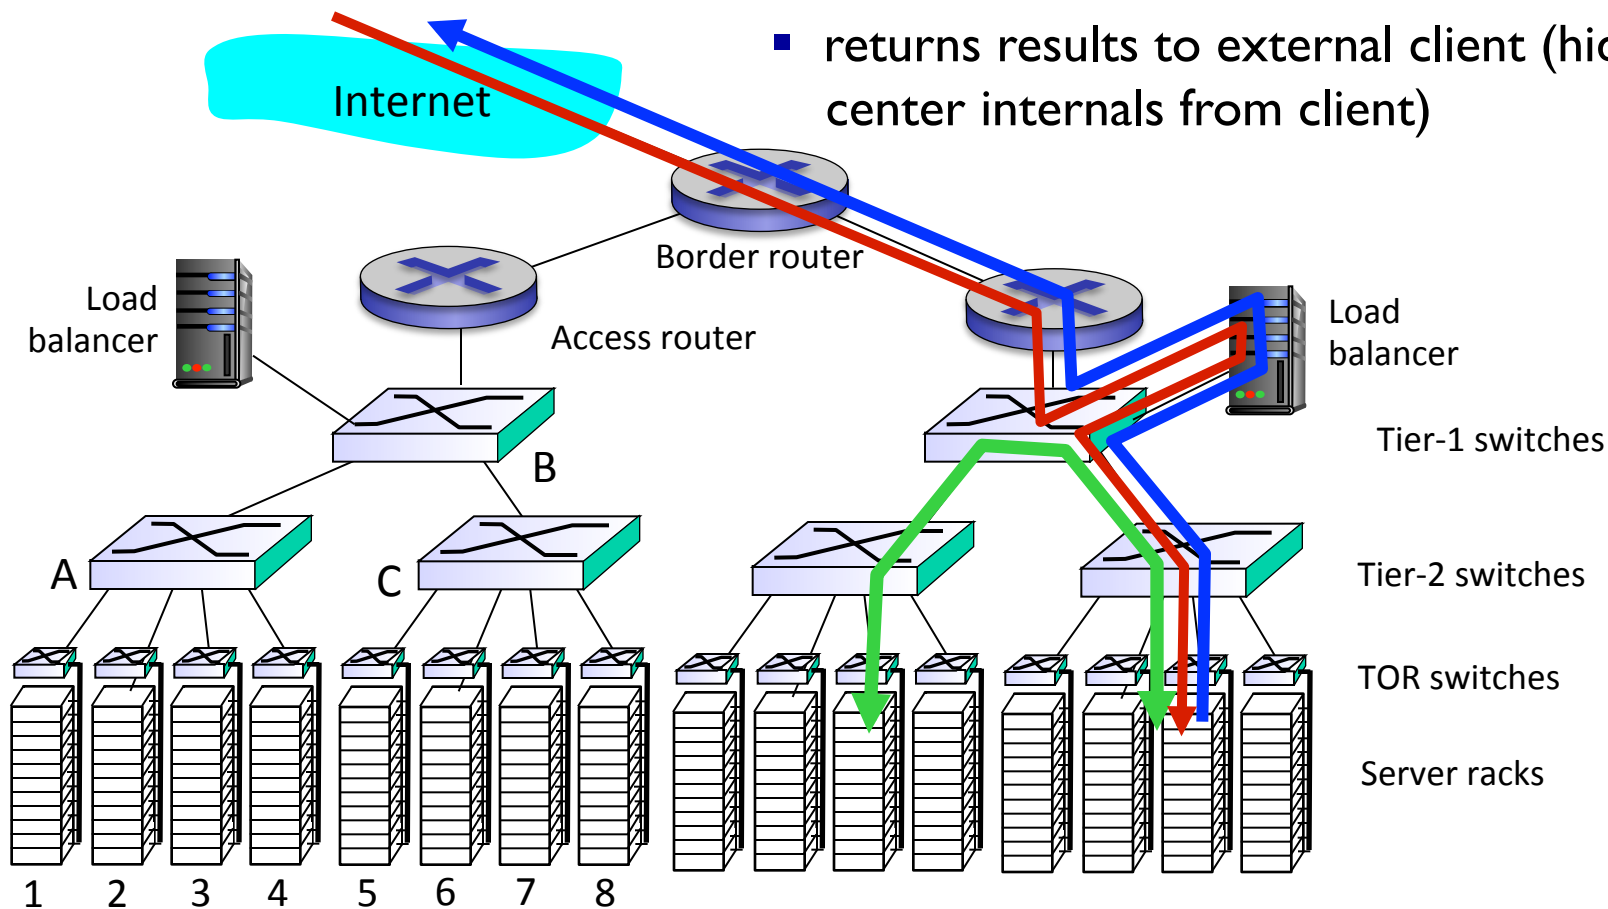 ▪ returns results to external client (hid
center internals from client)
Internet
Border router
Load
balancer
Access router
Load
balancer
Tier-1 switches
B
A
C
Tier-2 switches
TOR switches
Server racks
1 2 3 4 5 6 7 8